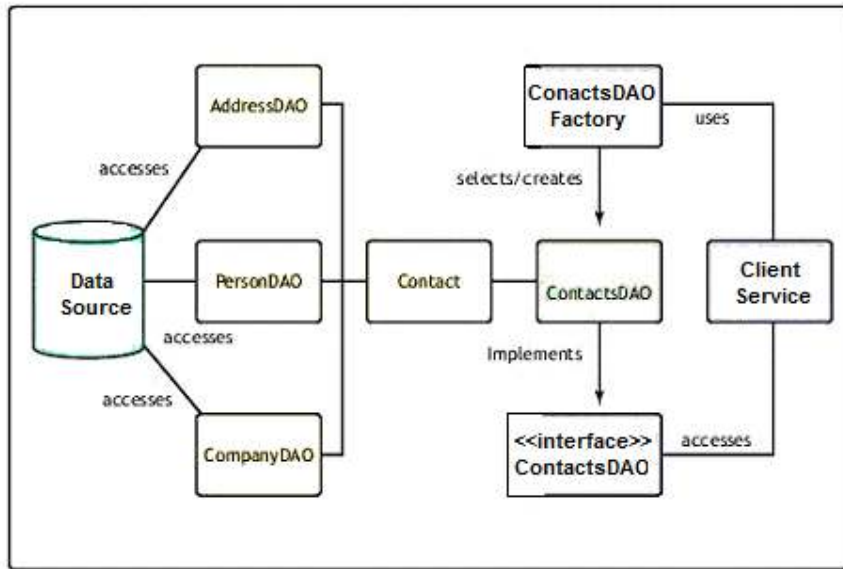 AddressDAO
ConactsDAO
Factory
uses
accesses
selects/creates
Data
Source
PersonDAO
Contact
ContactsDAO
Client
Service
accesses
Implements
accesses
CompanyDAO
<<interface>>
ContactsDAO
accesses